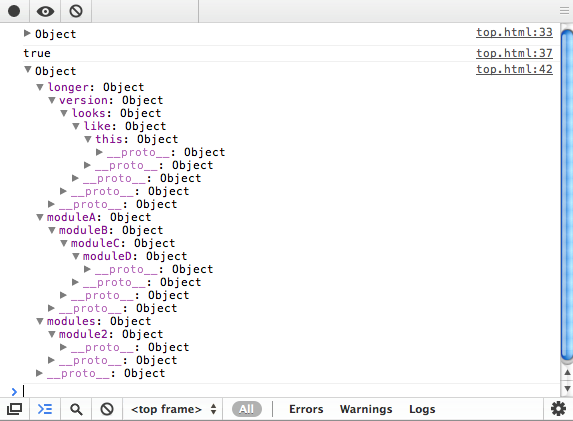 Object top.html:33
true top.html:37
Object top.html:42
longer: Object
version: Object
looks: Object
like: Object
this: Object
__proto__: Object
__proto__: Object
__proto__: Object
__proto__: Object
__proto__: Object
moduleA: Object
moduleB: Object
moduleC: Object
moduleD: Object
__proto__: Object
__proto__: Object
__proto__: Object
__proto__: Object
modules: Object
module2: Object
__proto__: Object
__proto__: Object
__proto__: Object
<top frame> All Errors Warnings Logs